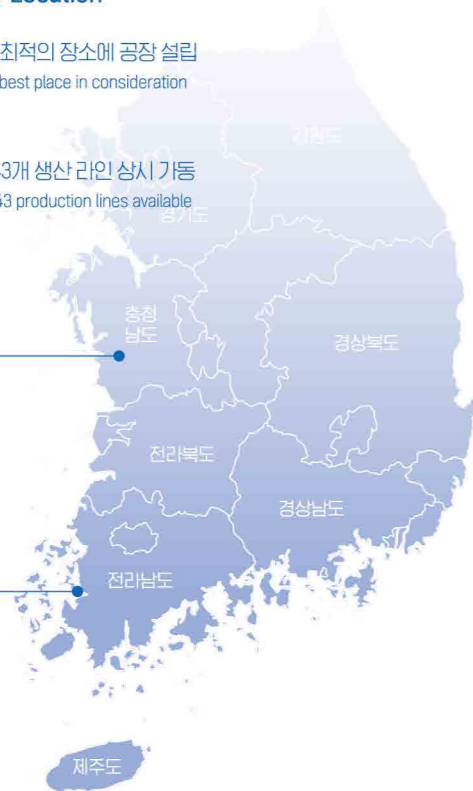 Location
최적의 장소에 공장 설립
best place in consideration
3개 생산 라인 상시 가동
43 production lines available
강원도
경기도
충청
남도
경상북도
전라북도
경상남도
전라남도
제주도